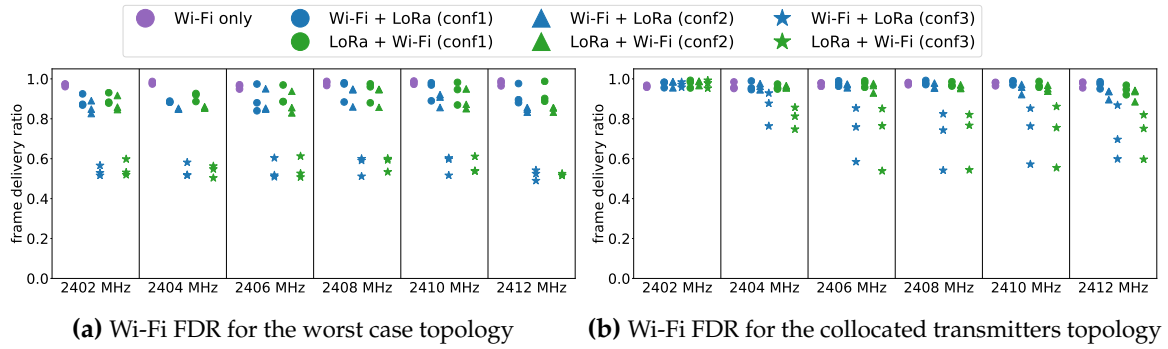 Wi-Fi only
Wi-Fi + LoRa (conf1)
Wi-Fi + LoRa (conf2)
Wi-Fi + LoRa (conf3)
LoRa + Wi-Fi (conf1)
LoRa + Wi-Fi (conf2)
LoRa + Wi-Fi (conf3)
frame delivery ratio
1.0
0.8
0.6
0.4
0.2
0.0
2402 MHz 2404 MHz 2406 MHz 2408 MHz 2410 MHz 2412 MHz
(a) Wi-Fi FDR for the worst case topology
frame delivery ratio
1.0
0.8
0.6
0.4
0.2
0.0
2402 MHz 2404 MHz 2406 MHz 2408 MHz 2410 MHz 2412 MHz
(b) Wi-Fi FDR for the collocated transmitters topology